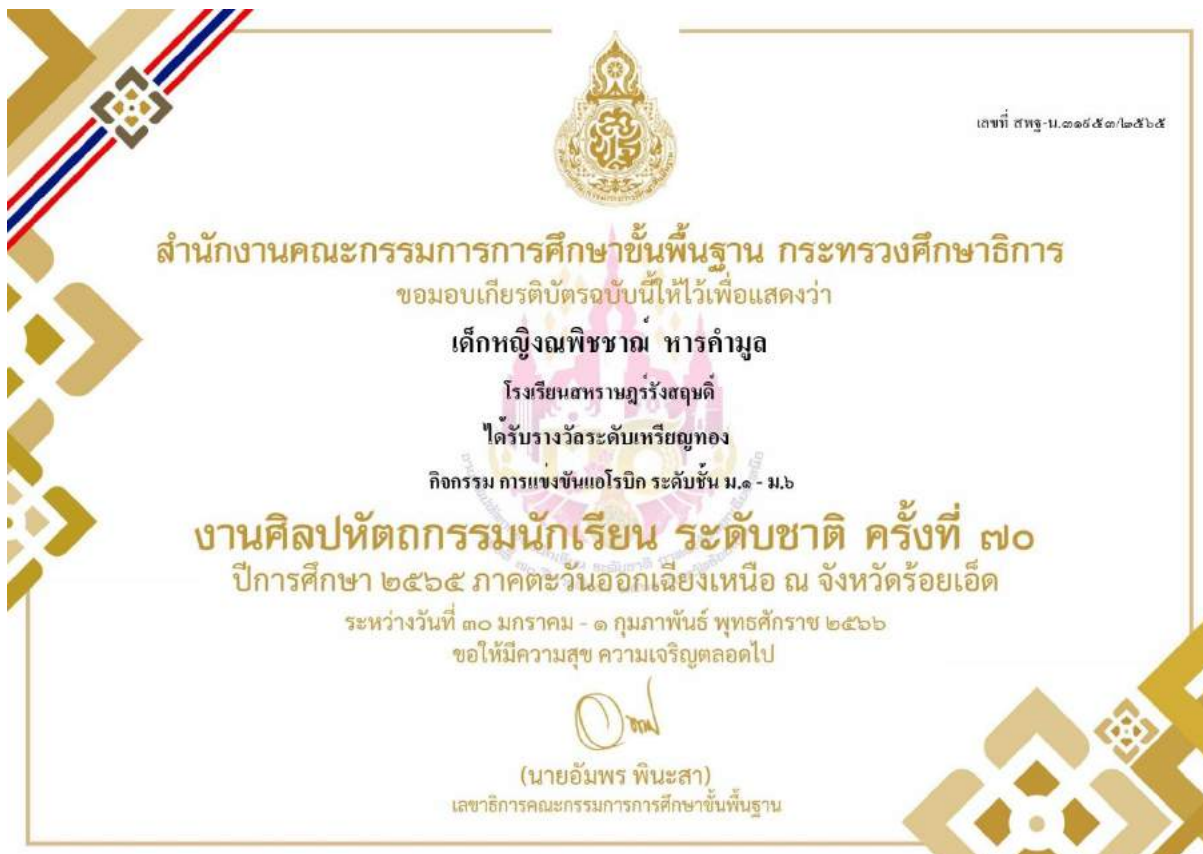 เลขที่ สพฐ-น.๓๑๙๕๓/๒๕๖๕
สำนักงานคณะกรรมการการศึกษาขั้นพื้นฐาน กระทรวงศึกษาธิการ
ขอมอบเกียรติบัตรฉบับนี้ให้ไว้เพื่อแสดงว่า
เด็กหญิงณพิชชาฌ์ หารคำมูล
โรงเรียนสหราษฎร์รังสฤษดิ์
ได้รับรางวัลระดับเหรียญทอง
กิจกรรม การแข่งขันแอโรบิก ระดับชั้น ม.๑ - ม.๖
งานศิลปหัตถกรรมนักเรียน ระดับชาติ ครั้งที่ ๗๐
ปีการศึกษา ๒๕๖๕ ภาคตะวันออกเฉียงเหนือ ณ จังหวัดร้อยเอ็ด
ระหว่างวันที่ ๓๐ มกราคม - ๑ กุมภาพันธ์ พุทธศักราช ๒๕๖๖
ขอให้มีความสุข ความเจริญตลอดไป
(นายอัมพร พินะสา)
เลขาธิการคณะกรรมการการศึกษาขั้นพื้นฐาน